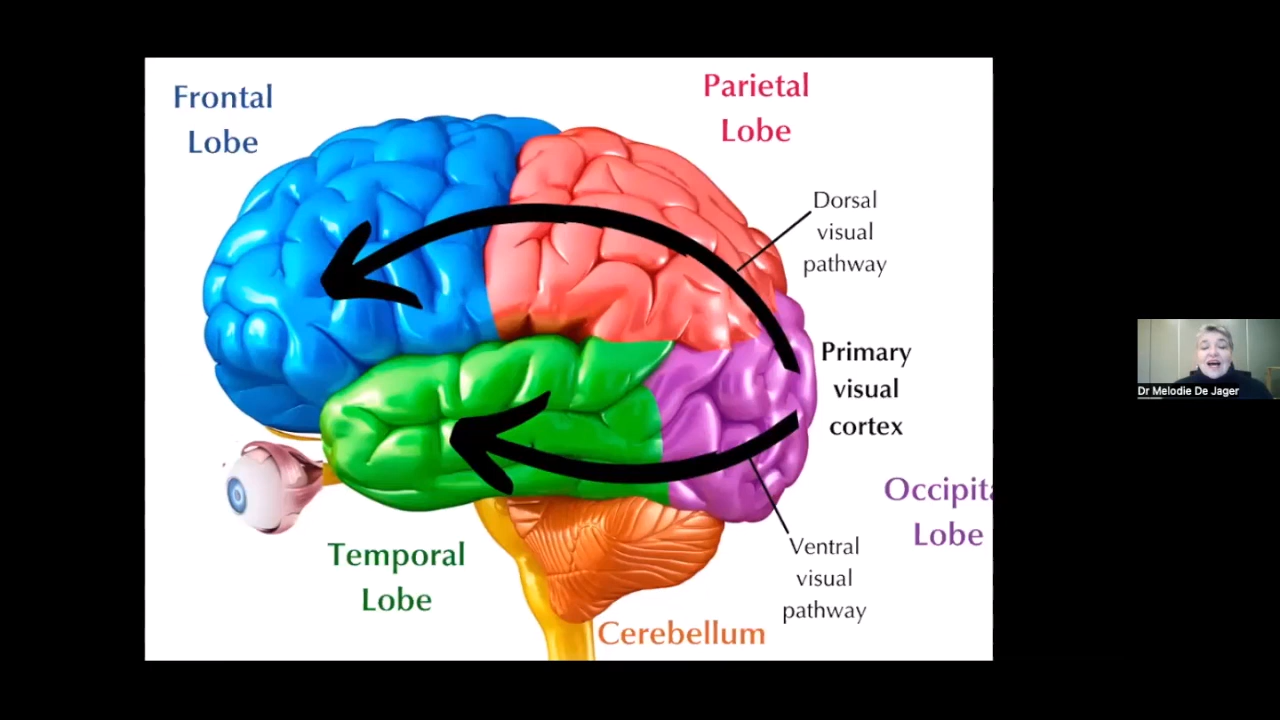 Frontal
Lobe
Parietal
Lobe
Dorsal
visual
pathway
Primary
visual
cortex
Dr Melodie De Jager
Occipita
Lobe
Temporal
Lobe
Ventral
visual
pathway
Cerebellum